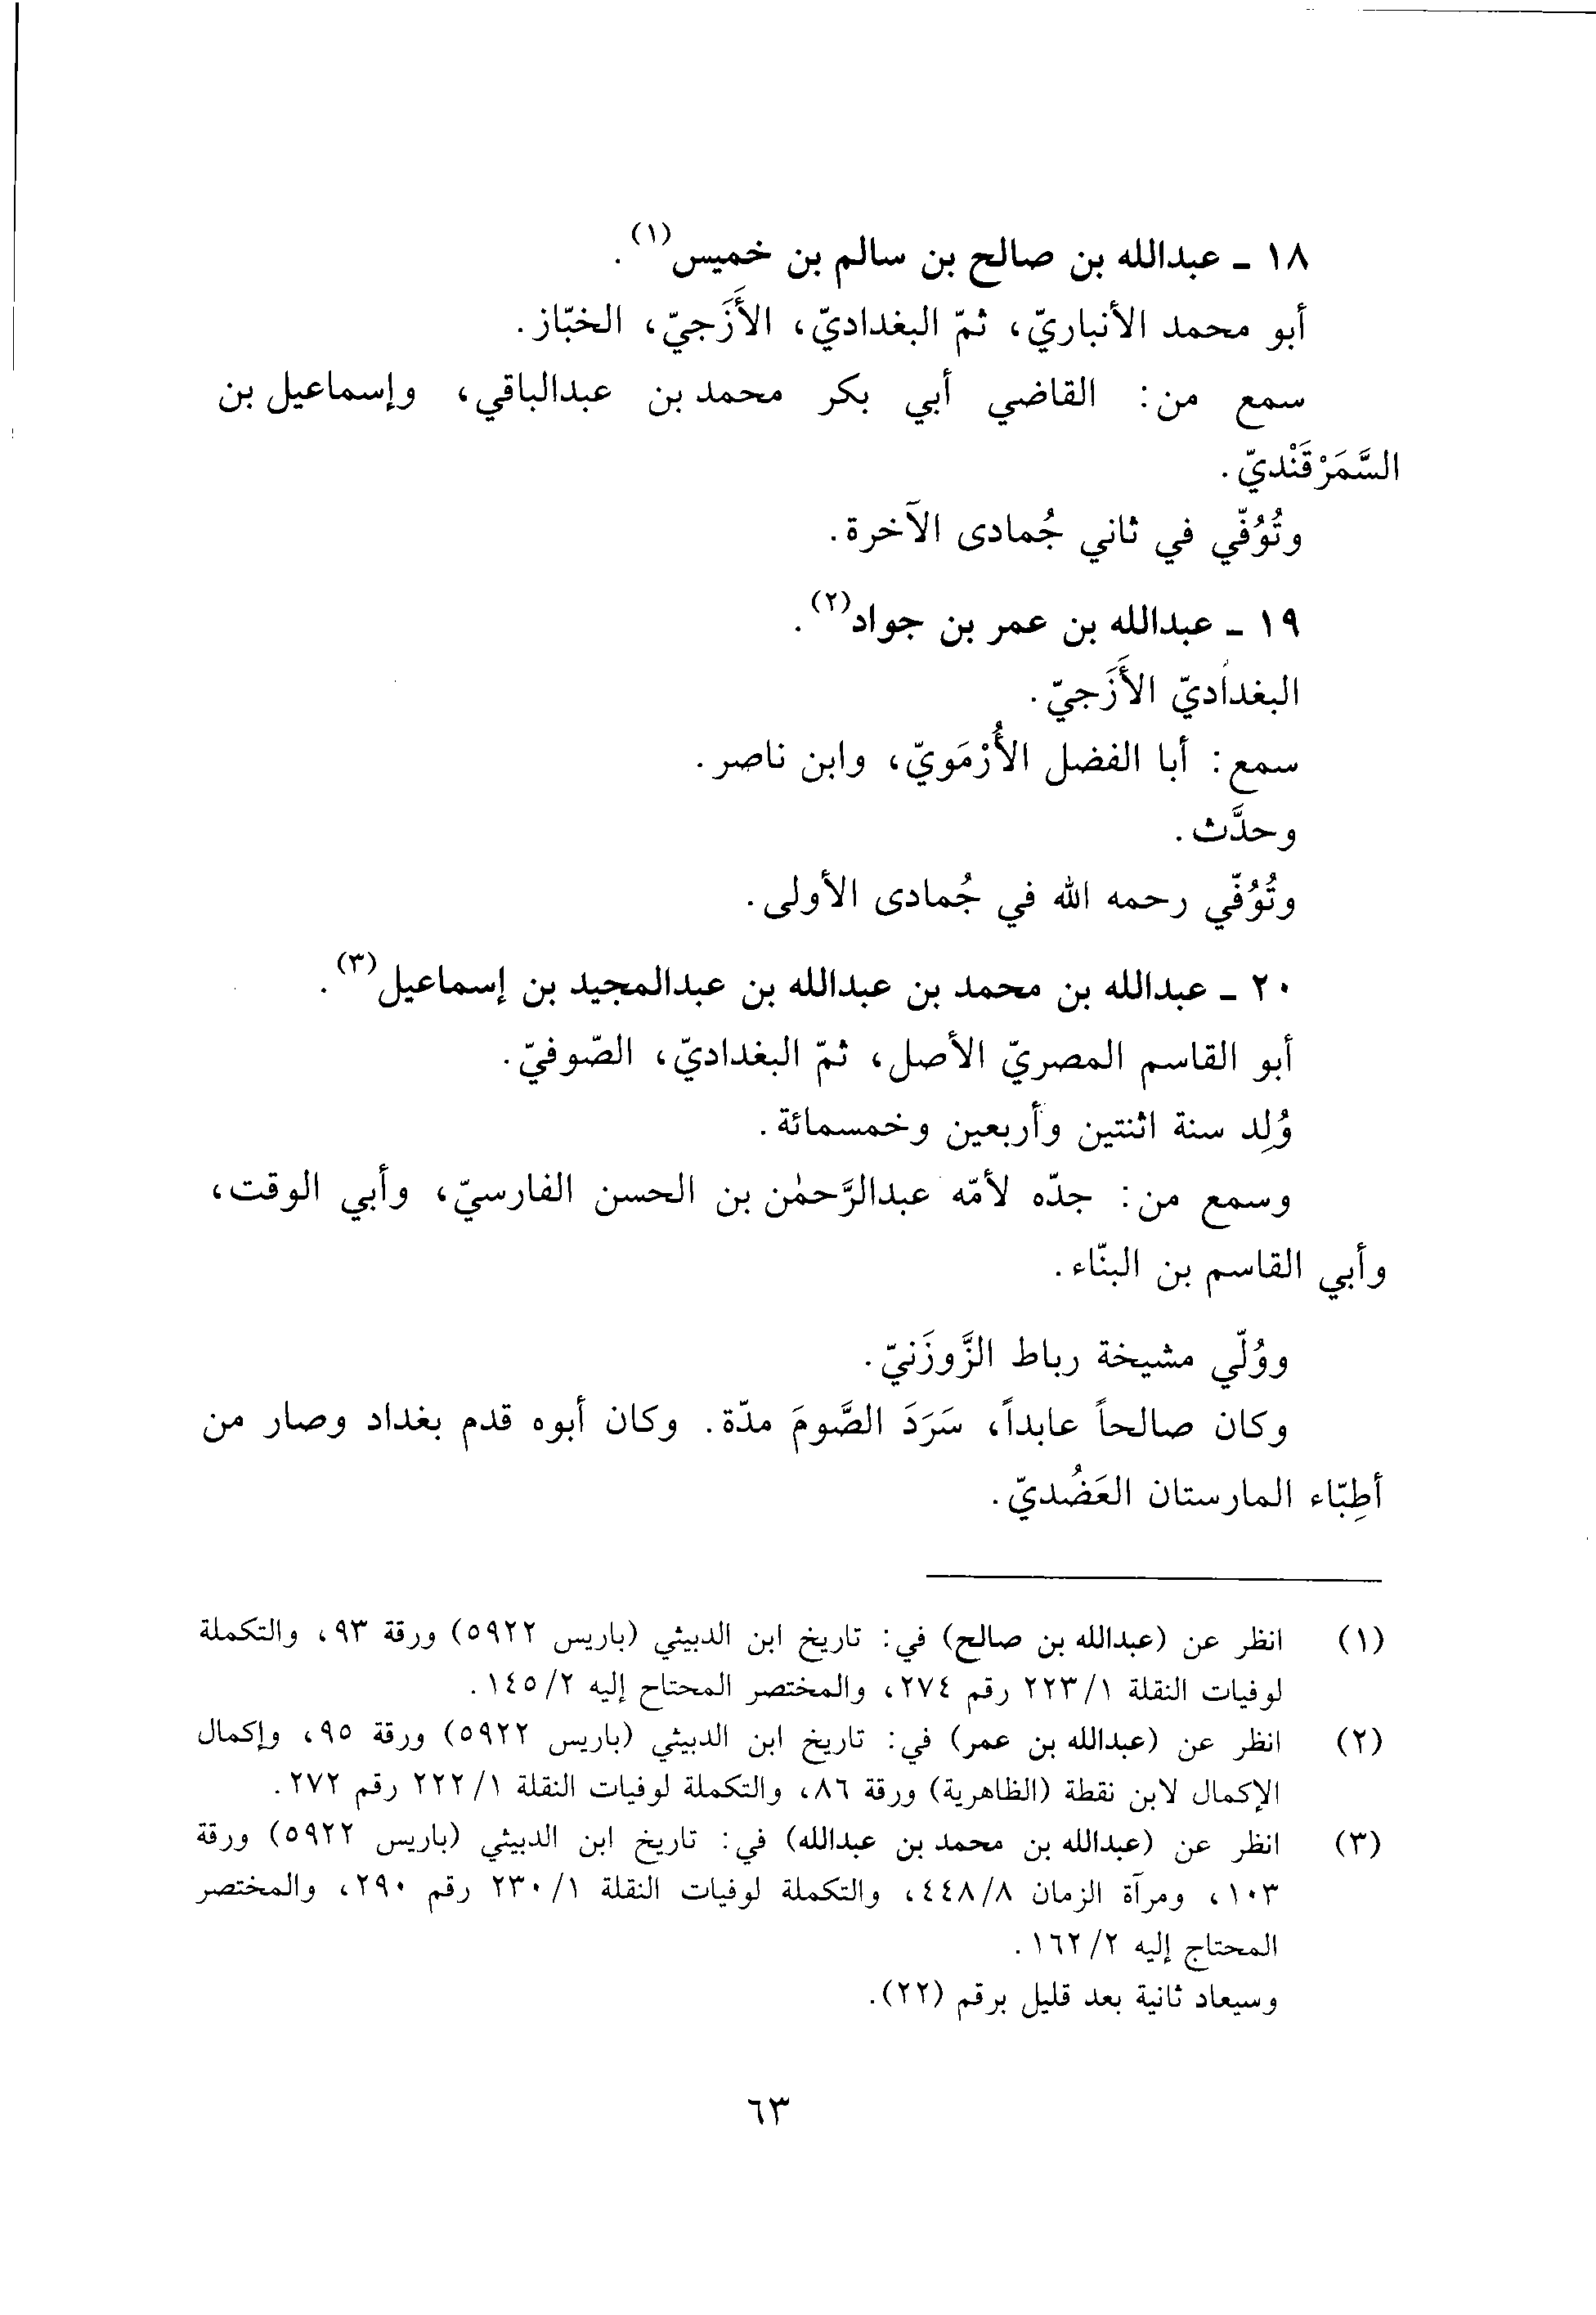 ١٨ ـ عبدالله بن صالح بن سالم بن خميس(١).
أبو محمد الأنباريّ، ثمّ البغداديّ، الأَزَجيّ، الخبّاز.
سمع من: القاضي أبي بكر محمد بن عبدالباقي، وإسماعيل بن
السَّمَرْقَنْديّ.
وتُوُفّي في ثاني جُمادى الآخرة.
١٩ ـ عبدالله بن عمر بن جواد(٢).
البغداديّ الأَزَجيّ.
سمع: أبا الفضل الأُرْمَويّ، وابن ناصر.
وحدَّث.
وتُوُفّي رحمه الله في جُمادى الأولى.
٢٠ ـ عبدالله بن محمد بن عبدالله بن عبدالمجيد بن إسماعيل(٣).
أبو القاسم المصريّ الأصل، ثمّ البغداديّ، الصّوفيّ.
وُلِد سنة اثنتين وأربعين وخمسمائة.
وسمع من: جدّه لأمّه عبدالرَّحمٰن بن الحسن الفارسيّ، وأبي الوقت،
وأبي القاسم بن البنّاء.
ووُلّي مشيخة رباط الزَّوزَنيّ.
وكان صالحاً عابداً، سَرَدَ الصَّومَ مدّة. وكان أبوه قدم بغداد وصار من
أطِبّاء المارستان العَضُديّ.
(١) انظر عن (عبدالله بن صالح) في: تاريخ ابن الدبيثي (باريس ٥٩٢٢) ورقة ٩٣، والتكملة
لوفيات النقلة ١/ ٢٢٣ رقم ٢٧٤، والمختصر المحتاج إليه ٢/ ١٤٥.
(٢) انظر عن (عبدالله بن عمر) في: تاريخ ابن الدبيثي (باريس ٥٩٢٢) ورقة ٩٥، وإكمال
الإكمال لابن نقطة (الظاهرية) ورقة ٨٦، والتكملة لوفيات النقلة ١/ ٢٢٢ رقم ٢٧٢.
(٣) انظر عن (عبدالله بن محمد بن عبدالله) في: تاريخ ابن الدبيثي (باريس ٥٩٢٢) ورقة
١٠٣، ومرآة الزمان ٨/ ٤٤٨، والتكملة لوفيات النقلة ١/ ٢٣٠ رقم ٢٩٠، والمختصر
المحتاج إليه ٢/ ١٦٢.
وسيعاد ثانية بعد قليل برقم (٢٢).
٦٣